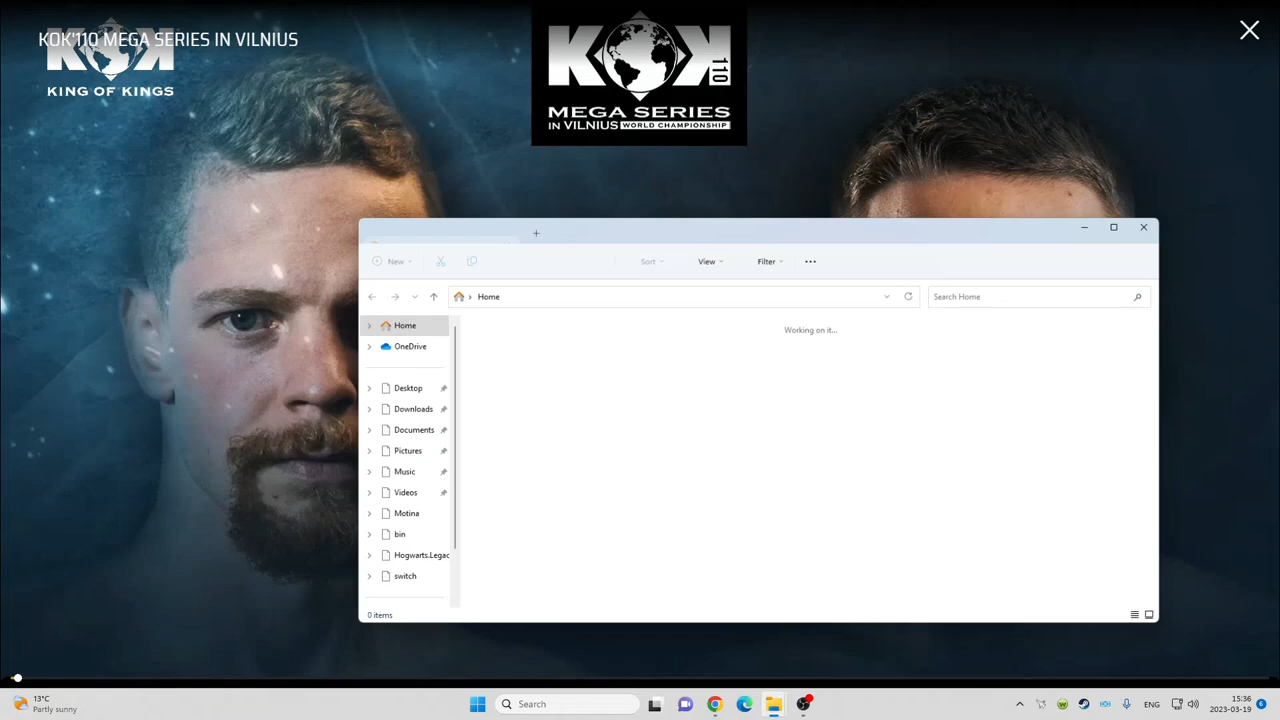 KOK'110 MEGA SERIES IN VILNIUS
KOK
KING OF KINGS
KOK
110
MEGA SERIES
IN VILNIUS WORLD CHAMPIONSHIP
New
Sort
View
Filter
Home
Search Home
Home
OneDrive
Working on it...
Desktop
Downloads
Documents
Pictures
Music
Videos
Motina
bin
Hogwarts.Legac
switch
0 items
13°C
Partly sunny
Search
ENG
15:36
2023-03-19
6